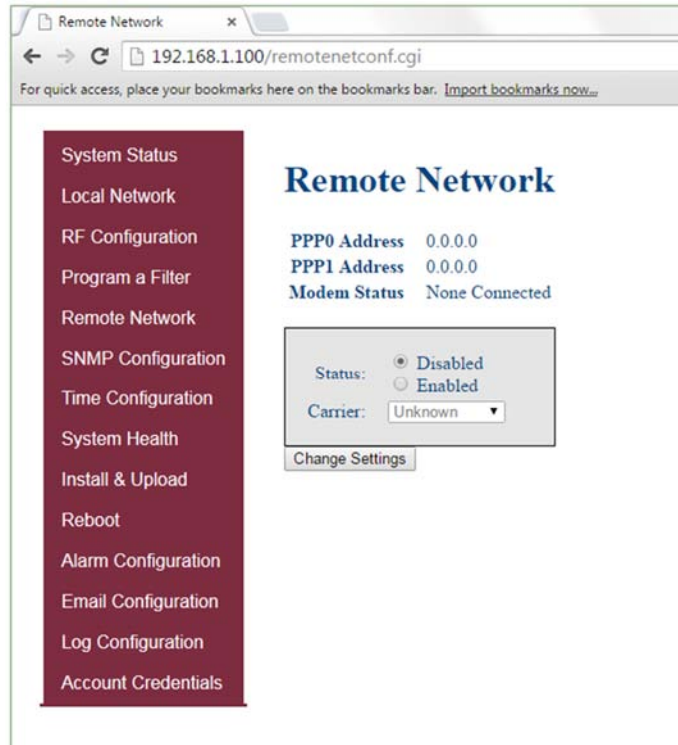 Remote Network
192.168.1.100/remotenetconf.cgi
For quick access, place your bookmarks here on the bookmarks bar. Import bookmarks now...
System Status
Local Network
RF Configuration
Program a Filter
Remote Network
SNMP Configuration
Time Configuration
System Health
Install & Upload
Reboot
Alarm Configuration
Email Configuration
Log Configuration
Account Credentials
Remote Network
PPP0 Address 0.0.0.0
PPP1 Address 0.0.0.0
Modem Status None Connected
Status: Disabled
Enabled
Carrier: Unknown
Change Settings